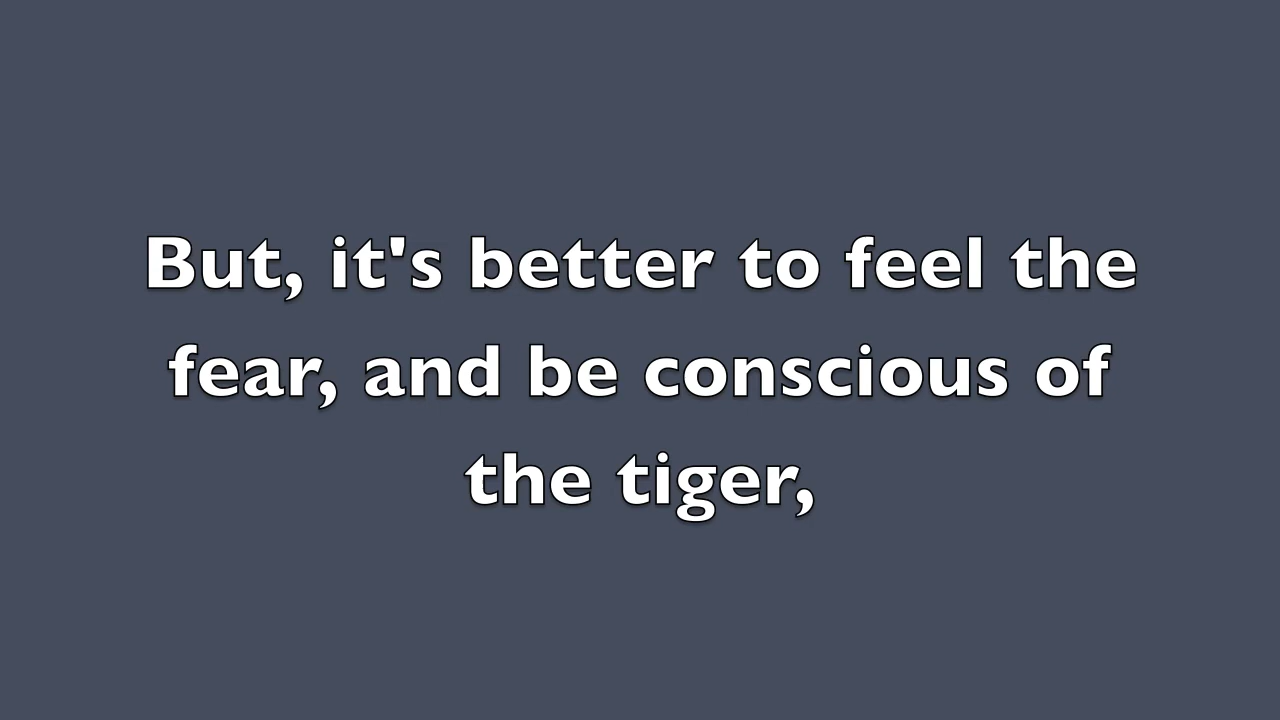 But, it's better to feel the
fear, and be conscious of
the tiger,